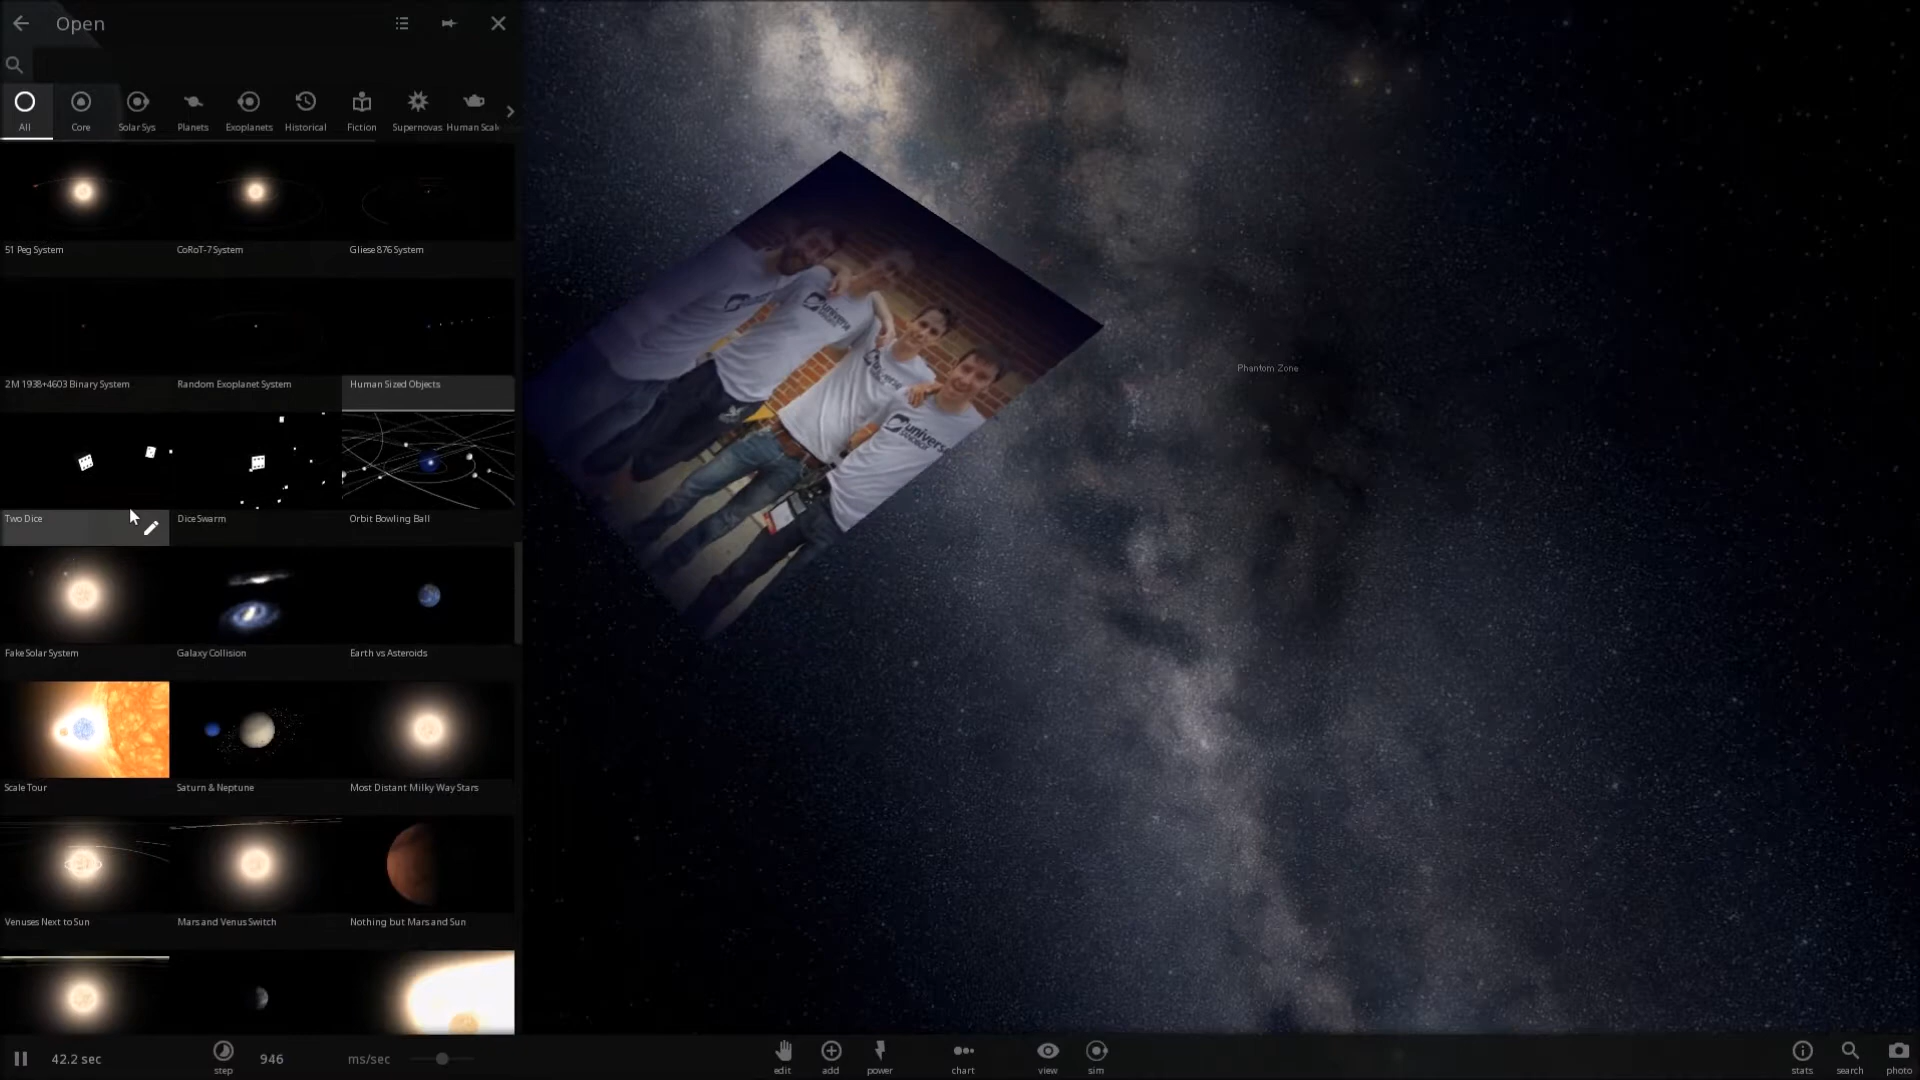 Open
All
Core
Solar Sys
Planets
Exoplanets
Historical
Fiction
Supernovas
Human Scal
51 Peg System
CoRoT-7 System
Gliese 876 System
2M 1938+4603 Binary System
Random Exoplanet System
Human Sized Objects
Two Dice
Dice Swarm
Orbit Bowling Ball
Fake Solar System
Galaxy Collision
Earth vs Asteroids
Scale Tour
Saturn & Neptune
Most Distant Milky Way Stars
Venuses Next to Sun
Mars and Venus Switch
Nothing but Mars and Sun
Phantom Zone
universe
universe
42.2 sec
step
946
ms/sec
edit
add
power
chart
view
sim
stats
search
photo